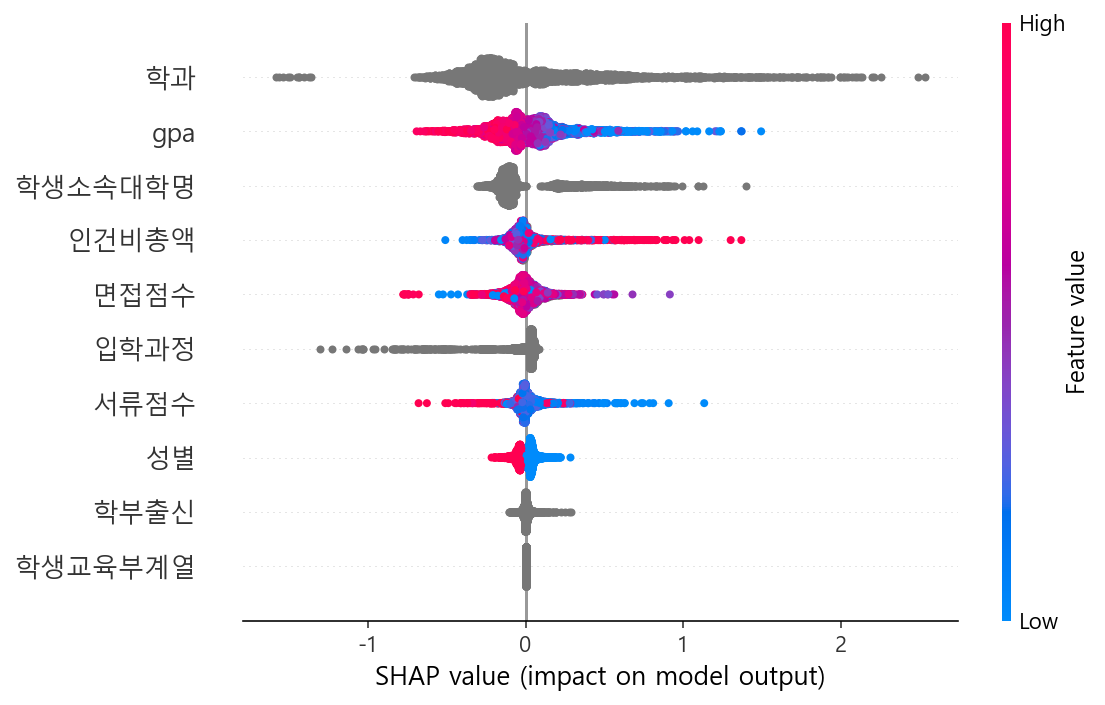 High
학과
gpa
학생소속대학명
인건비총액
면접점수
입학과정
서류점수
성별
학부출신
학생교육부계열
Feature value
Low
-1 0 1 2
SHAP value (impact on model output)